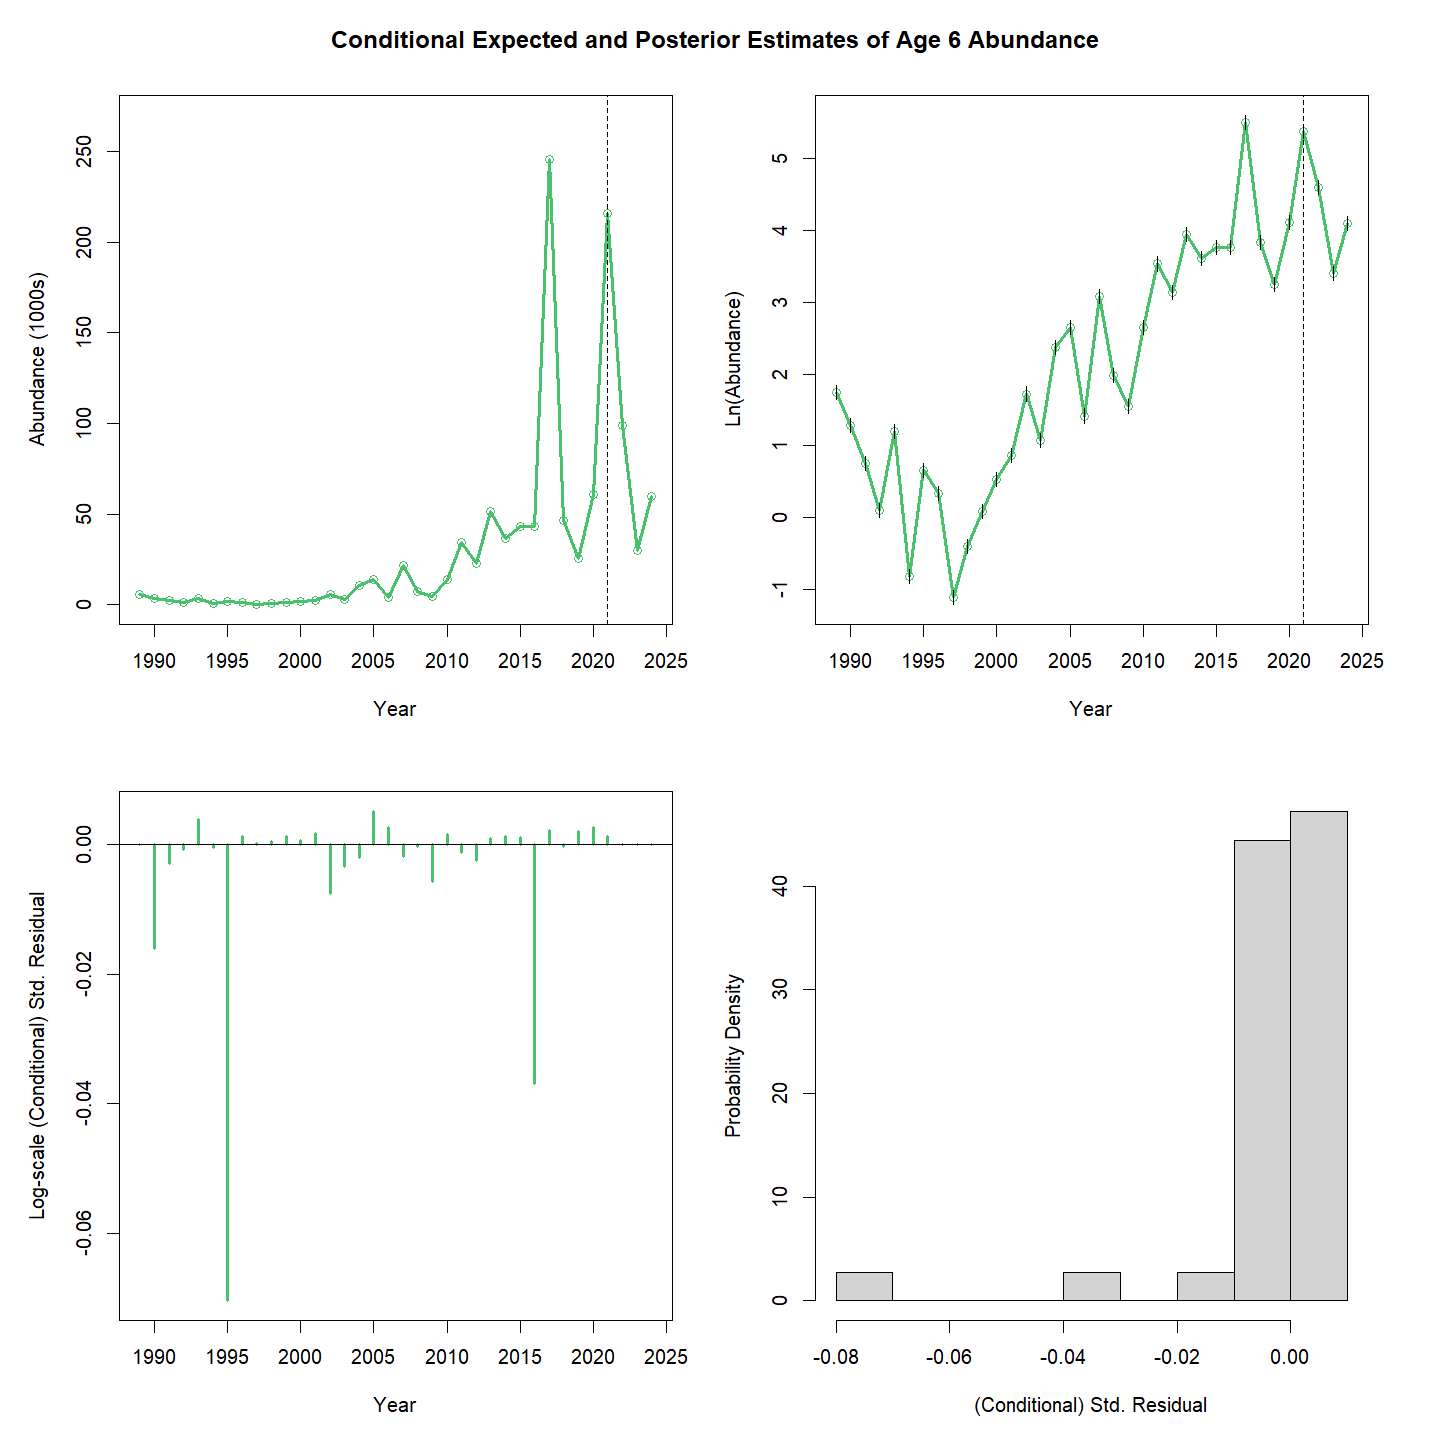 Conditional Expected and Posterior Estimates of Age 6 Abundance
Abundance (1000s)
250
200
150
100
50
0
1990 1995 2000 2005 2010 2015 2020 2025
Year
Ln(Abundance)
5
4
3
2
1
0
-1
1990 1995 2000 2005 2010 2015 2020 2025
Year
Log-scale (Conditional) Std. Residual
0.00
-0.02
-0.04
-0.06
1990 1995 2000 2005 2010 2015 2020 2025
Year
Probability Density
40
30
20
10
0
-0.08 -0.06 -0.04 -0.02 0.00
(Conditional) Std. Residual